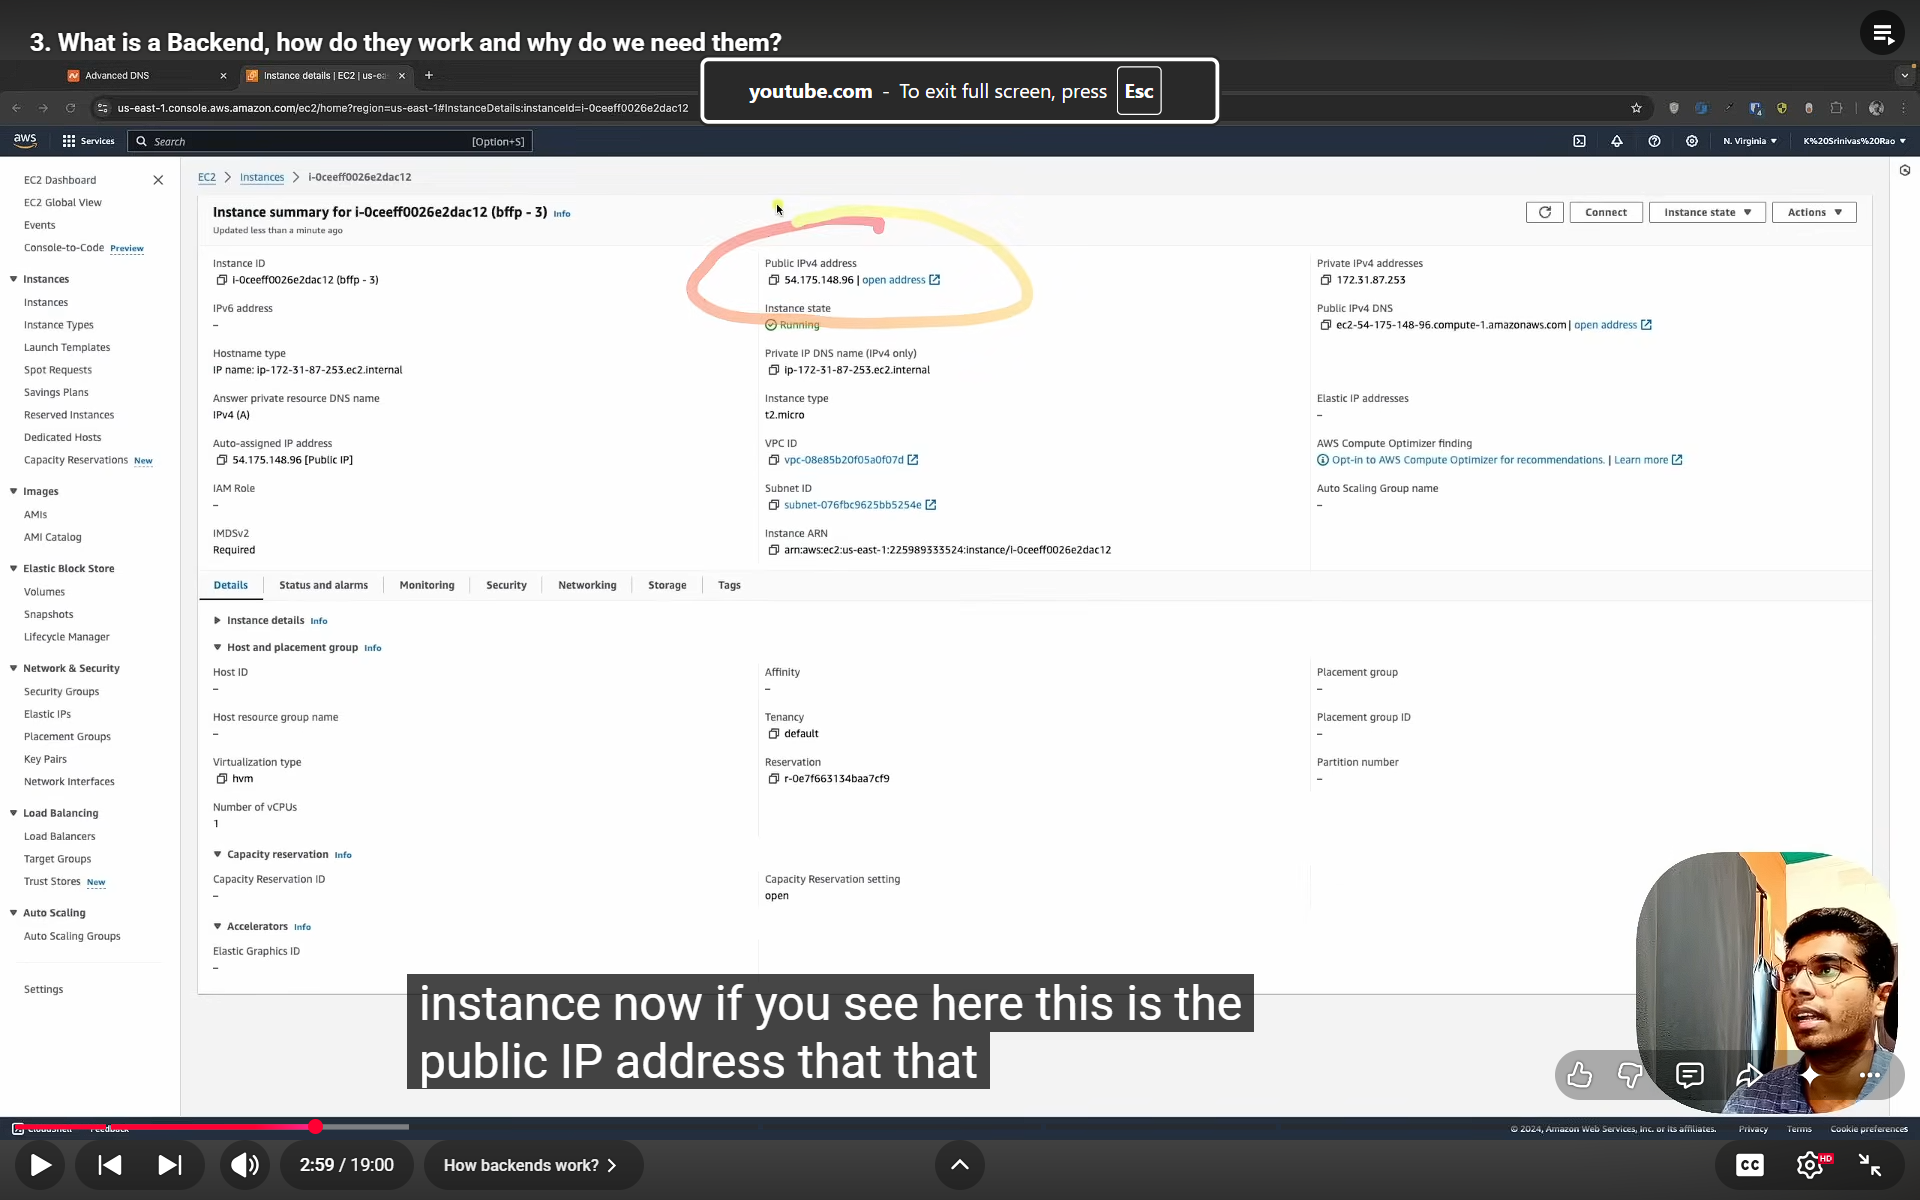 3. What is a Backend, how do they work and why do we need them?
Advanced DNS
Instance details | EC2 | us-ea
youtube.com - To exit full screen, press Esc
us-east-1.console.aws.amazon.com/ec2/home?region=us-east-1#InstanceDetails:instanceId=i-0ceeff0026e2dac12
aws
Services
Search
[Option+S]
N. Virginia
K%20Srinivas%20Rao
EC2 Dashboard
EC2 Global View
Events
Console-to-Code Preview
Instances
Instances
Instance Types
Launch Templates
Spot Requests
Savings Plans
Reserved Instances
Dedicated Hosts
Capacity Reservations New
Images
AMIs
AMI Catalog
Elastic Block Store
Volumes
Snapshots
Lifecycle Manager
Network & Security
Security Groups
Elastic IPs
Placement Groups
Key Pairs
Network Interfaces
Load Balancing
Load Balancers
Target Groups
Trust Stores New
Auto Scaling
Auto Scaling Groups
Settings
EC2 > Instances > i-0ceeff0026e2dac12
Instance summary for i-0ceeff0026e2dac12 (bffp - 3) Info
Updated less than a minute ago
Connect
Instance state
Actions
Instance ID
i-0ceeff0026e2dac12 (bffp - 3)
Public IPv4 address
54.175.148.96 | open address
Private IPv4 addresses
172.31.87.253
IPv6 address
–
Instance state
Running
Public IPv4 DNS
ec2-54-175-148-96.compute-1.amazonaws.com | open address
Hostname type
IP name: ip-172-31-87-253.ec2.internal
Private IP DNS name (IPv4 only)
ip-172-31-87-253.ec2.internal
Answer private resource DNS name
IPv4 (A)
Instance type
t2.micro
Elastic IP addresses
–
Auto-assigned IP address
54.175.148.96 [Public IP]
VPC ID
vpc-08e85b20f05a0f07d
AWS Compute Optimizer finding
Opt-in to AWS Compute Optimizer for recommendations. | Learn more
IAM Role
–
Subnet ID
subnet-076fbc9625bb5254e
Auto Scaling Group name
–
IMDSv2
Required
Instance ARN
arn:aws:ec2:us-east-1:225989333524:instance/i-0ceeff0026e2dac12
Details
Status and alarms
Monitoring
Security
Networking
Storage
Tags
Instance details Info
Host and placement group Info
Host ID
–
Affinity
–
Placement group
–
Host resource group name
–
Tenancy
default
Placement group ID
–
Virtualization type
hvm
Reservation
r-0e7f663134baa7cf9
Partition number
–
Number of vCPUs
1
Capacity reservation Info
Capacity Reservation ID
–
Capacity Reservation setting
open
Accelerators Info
Elastic Graphics ID
–
instance now if you see here this is the
public IP address that that
CloudShell
Feedback
© 2024, Amazon Web Services, Inc. or its affiliates.
Privacy
Terms
Cookie preferences
2:59 / 19:00
How backends work?
CC
HD